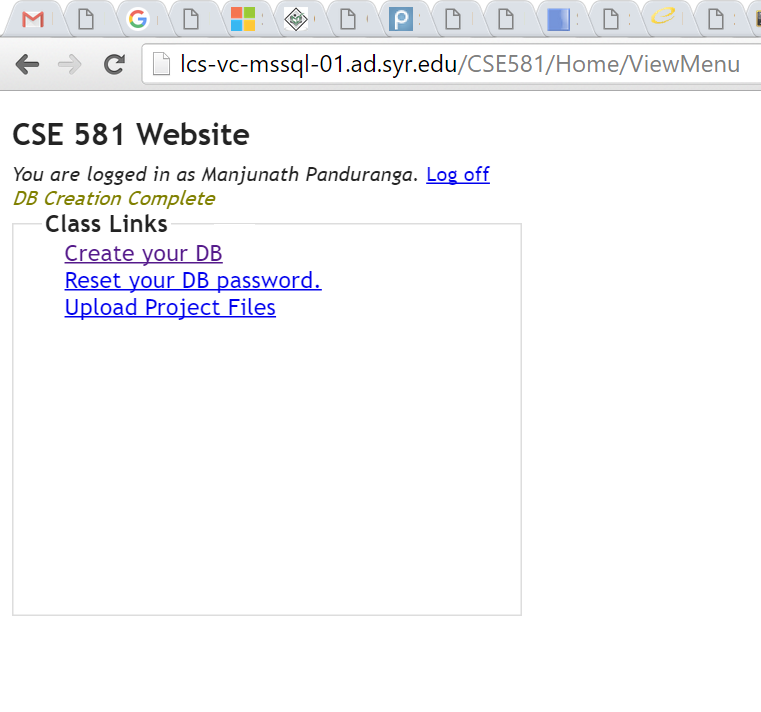 lcs-vc-mssql-01.ad.syr.edu/CSE581/Home/ViewMenu
CSE 581 Website
You are logged in as Manjunath Panduranga. Log off
DB Creation Complete
Class Links
Create your DB
Reset your DB password.
Upload Project Files